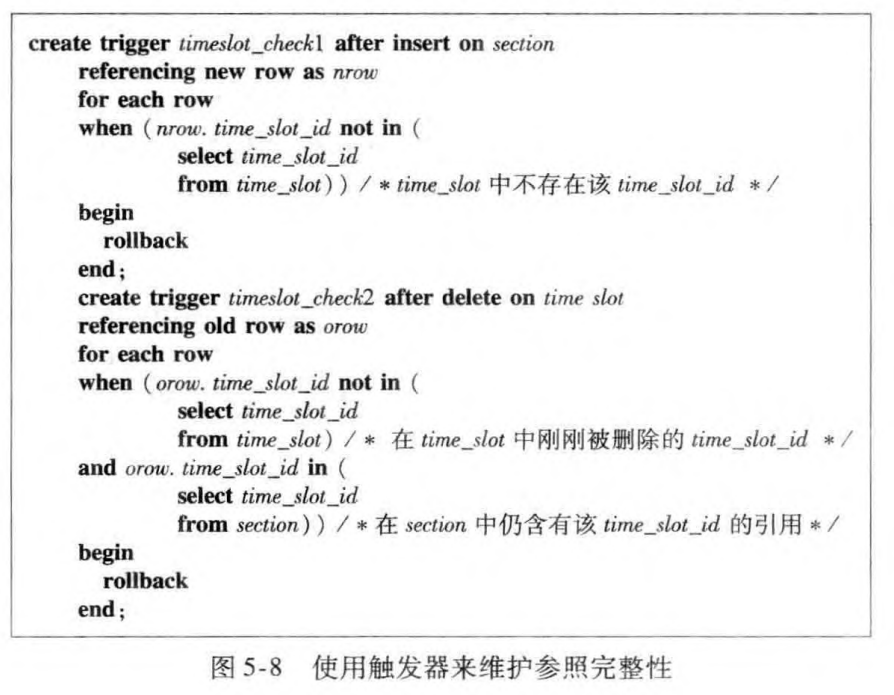 create trigger timeslot_check1 after insert on section
referencing new row as nrow
for each row
when (nrow. time_slot_id not in (
select time_slot_id
from time_slot)) / * time_slot 中不存在该 time_slot_id * /
begin
rollback
end;
create trigger timeslot_check2 after delete on time slot
referencing old row as orow
for each row
when (orow. time_slot_id not in (
select time_slot_id
from time_slot) / * 在 time_slot 中刚刚被删除的 time_slot_id * /
and orow. time_slot_id in (
select time_slot_id
from section)) / * 在 section 中仍含有该 time_slot_id 的引用 * /
begin
rollback
end;
图 5-8 使用触发器来维护参照完整性